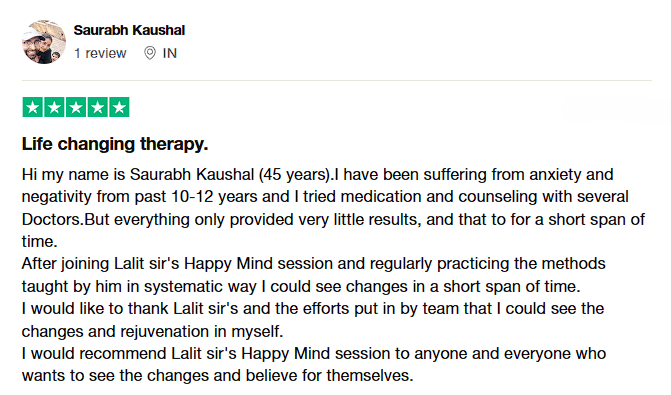 Saurabh Kaushal
1 review IN
Life changing therapy.
Hi my name is Saurabh Kaushal (45 years).I have been suffering from anxiety and
negativity from past 10-12 years and I tried medication and counseling with several
Doctors.But everything only provided very little results, and that to for a short span of
time.
After joining Lalit sir's Happy Mind session and regularly practicing the methods
taught by him in systematic way I could see changes in a short span of time.
I would like to thank Lalit sir's and the efforts put in by team that I could see the
changes and rejuvenation in myself.
I would recommend Lalit sir's Happy Mind session to anyone and everyone who
wants to see the changes and believe for themselves.